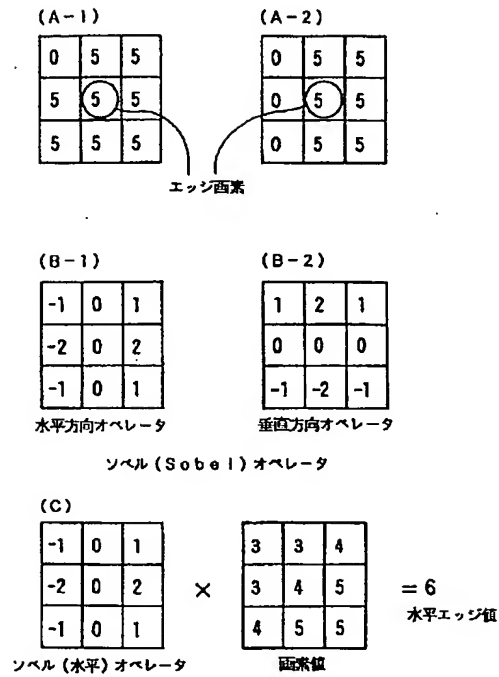 (A-1) (A-2)
0 5 5 0 5 5
5 5 5 0 5 5
5 5 5 0 5 5
エッジ画素
(B-1) (B-2)
-1 0 1 1 2 1
-2 0 2 0 0 0
-1 0 1 -1 -2 -1
水平方向オペレータ 垂直方向オペレータ
ソベル(Sobel)オペレータ
(C)
-1 0 1 3 3 4
-2 0 2 × 3 4 5 =6
-1 0 1 4 5 5 水平エッジ値
ソベル(水平)オペレータ 画素値